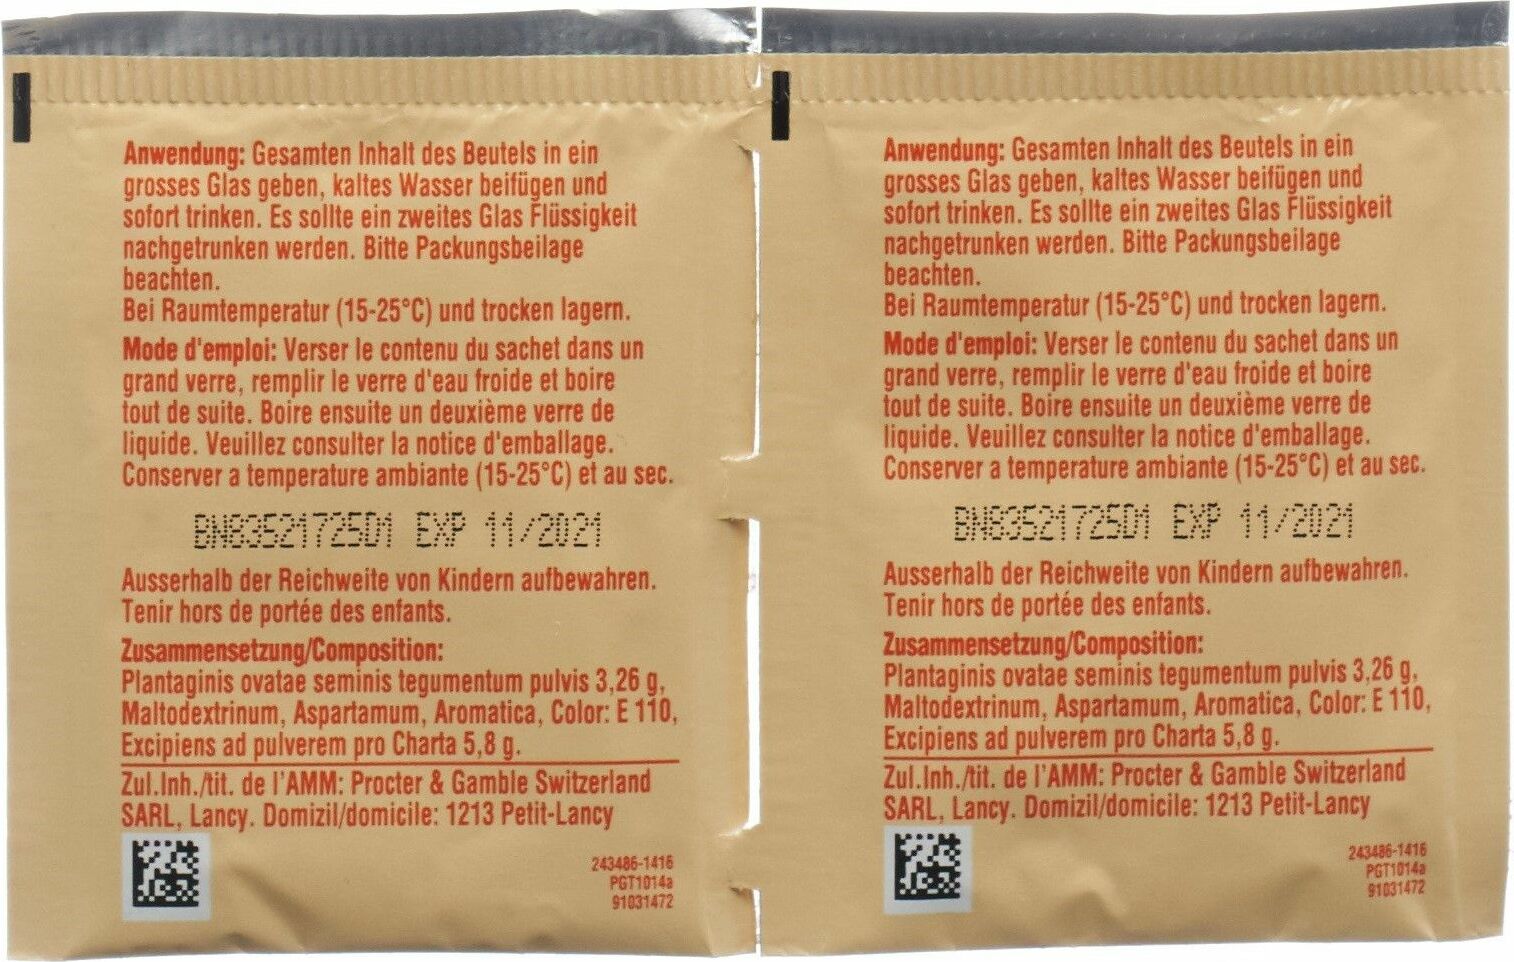 Anwendung: Gesamten Inhalt des Beutels in ein
grosses Glas geben, kaltes Wasser beifügen und
sofort trinken. Es sollte ein zweites Glas Flüssigkeit
nachgetrunken werden. Bitte Packungsbeilage
beachten.
Bei Raumtemperatur (15-25°C) und trocken lagern.
Mode d'emploi: Verser le contenu du sachet dans un
grand verre, remplir le verre d'eau froide et boire
tout de suite. Boire ensuite un deuxième verre de
liquide. Veuillez consulter la notice d'emballage.
Conserver a temperature ambiante (15-25°C) et au sec.
BN83521725D1 EXP 11/2021
Ausserhalb der Reichweite von Kindern aufbewahren.
Tenir hors de portée des enfants.
Zusammensetzung/Composition:
Plantaginis ovatae seminis tegumentum pulvis 3,26 g,
Maltodextrinum, Aspartamum, Aromatica, Color: E 110,
Excipiens ad pulverem pro Charta 5,8 g.
Zul.Inh./tit. de l'AMM: Procter & Gamble Switzerland
SARL, Lancy. Domizil/domicile: 1213 Petit-Lancy
243486-1416
PGT1014a
91031472
Anwendung: Gesamten Inhalt des Beutels in ein
grosses Glas geben, kaltes Wasser beifügen und
sofort trinken. Es sollte ein zweites Glas Flüssigkeit
nachgetrunken werden. Bitte Packungsbeilage
beachten.
Bei Raumtemperatur (15-25°C) und trocken lagern.
Mode d'emploi: Verser le contenu du sachet dans un
grand verre, remplir le verre d'eau froide et boire
tout de suite. Boire ensuite un deuxième verre de
liquide. Veuillez consulter la notice d'emballage.
Conserver a temperature ambiante (15-25°C) et au sec.
BN83521725D1 EXP 11/2021
Ausserhalb der Reichweite von Kindern aufbewahren.
Tenir hors de portée des enfants.
Zusammensetzung/Composition:
Plantaginis ovatae seminis tegumentum pulvis 3,26 g,
Maltodextrinum, Aspartamum, Aromatica, Color: E 110,
Excipiens ad pulverem pro Charta 5,8 g.
Zul.Inh./tit. de l'AMM: Procter & Gamble Switzerland
SARL, Lancy. Domizil/domicile: 1213 Petit-Lancy
243486-1416
PGT1014a
91031472